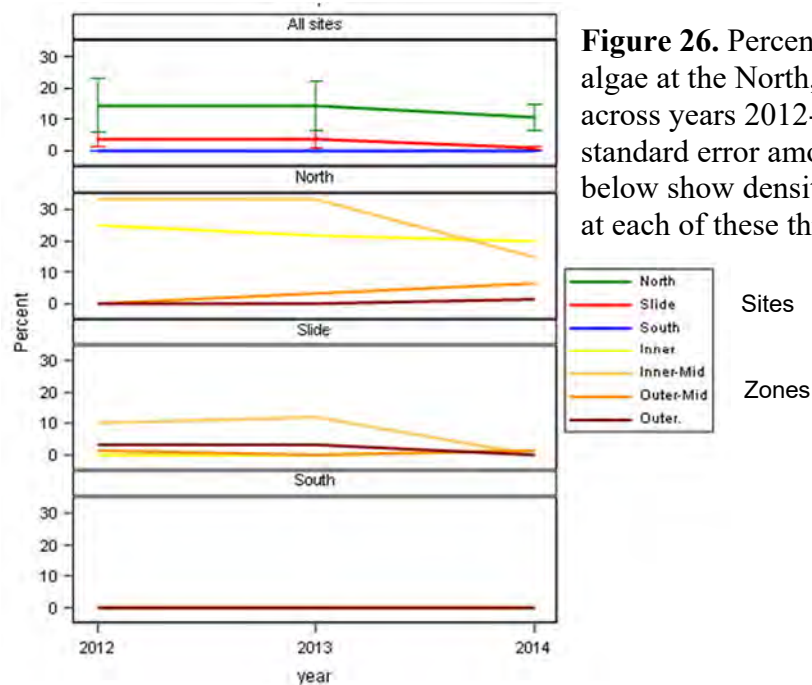 All sites
30
20
10
0
North
30
20
10
0
Slide
30
20
10
0
South
30
20
10
0
Percent
2012
2013
2014
year
Figure 26. Percen
algae at the North,
across years 2012-
standard error amo
below show densit
at each of these th
North
Slide
South
Inner
Inner-Mid
Outer-Mid
Outer.
Sites
Zones